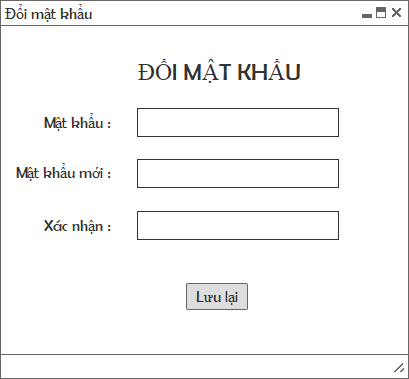 Đổi mật khẩu
ĐỔI MẬT KHẨU
Mật khẩu :
Mật khẩu mới :
Xác nhận :
Lưu lại